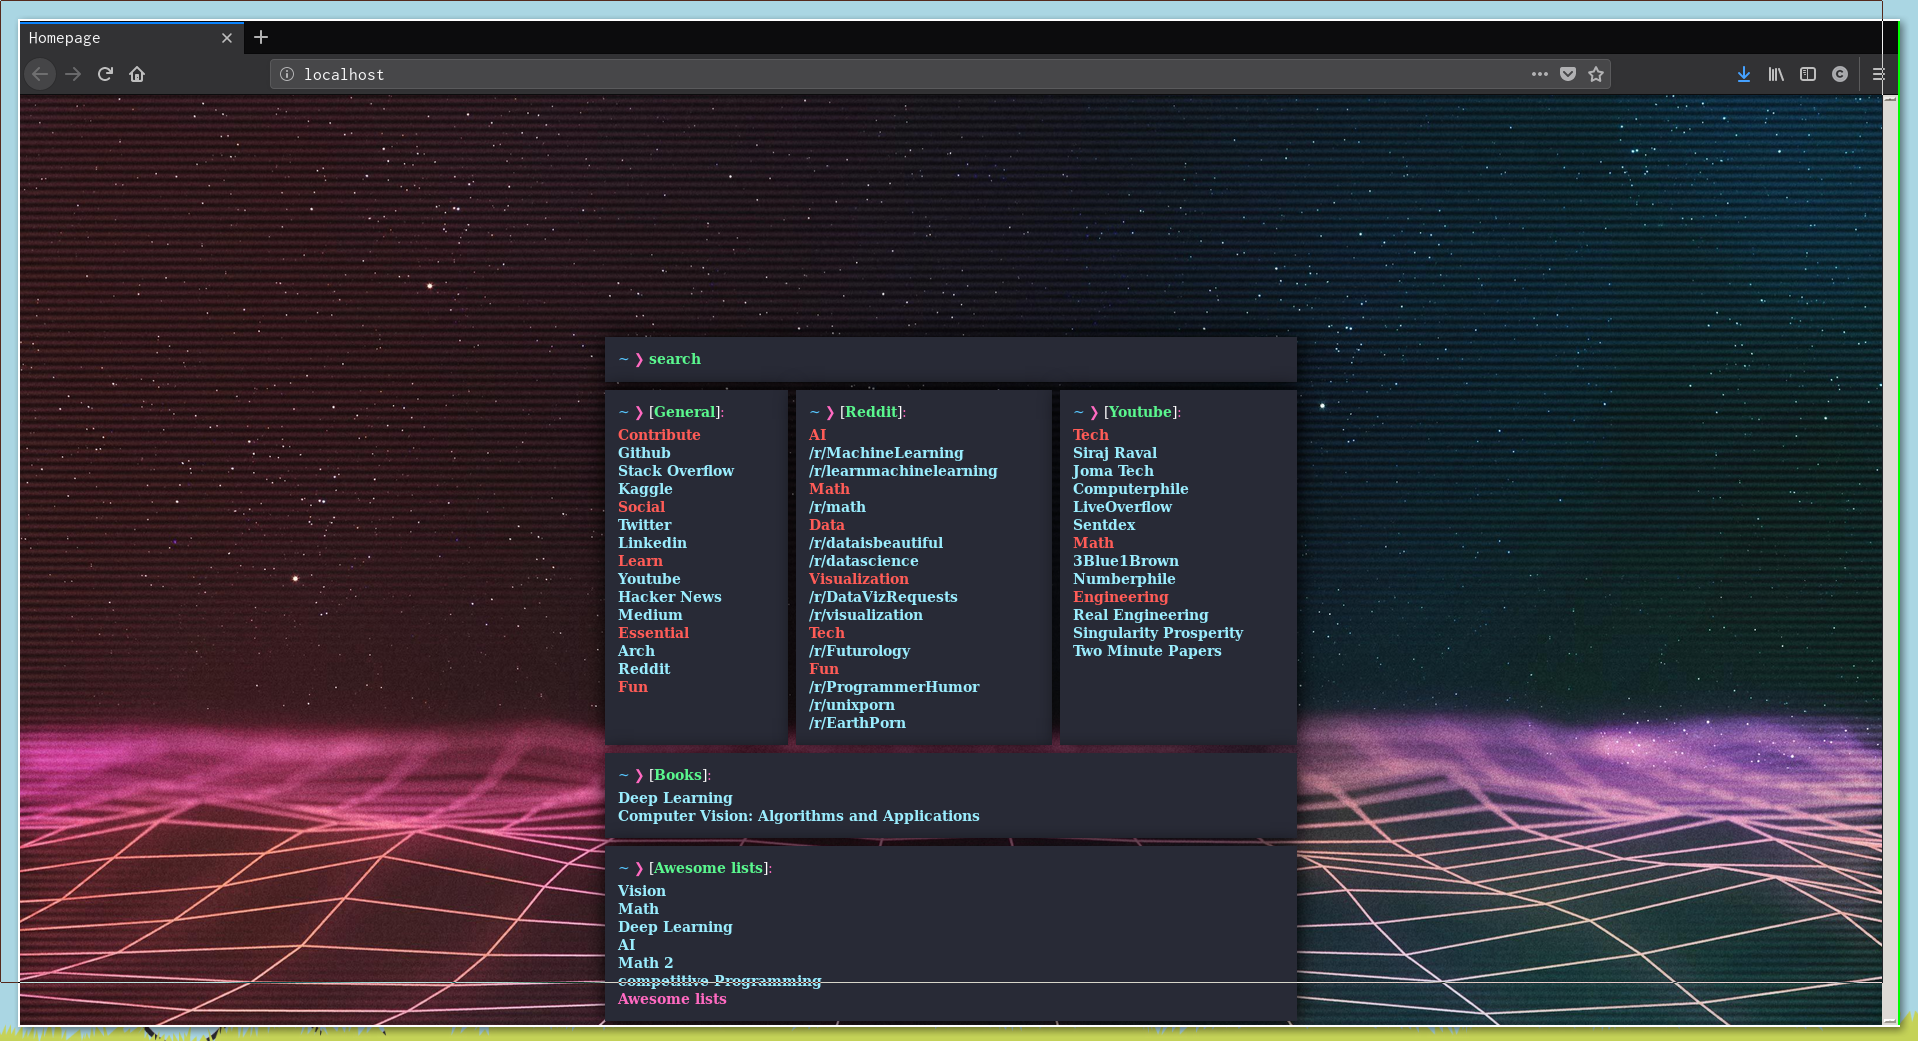 Homepage
localhost
~ ❯ search
~ ❯ [General]:
Contribute
Github
Stack Overflow
Kaggle
Social
Twitter
Linkedin
Learn
Youtube
Hacker News
Medium
Essential
Arch
Reddit
Fun
~ ❯ [Reddit]:
AI
/r/MachineLearning
/r/learnmachinelearning
Math
/r/math
Data
/r/dataisbeautiful
/r/datascience
Visualization
/r/DataVizRequests
/r/visualization
Tech
/r/Futurology
Fun
/r/ProgrammerHumor
/r/unixporn
/r/EarthPorn
~ ❯ [Youtube]:
Tech
Siraj Raval
Joma Tech
Computerphile
LiveOverflow
Sentdex
Math
3Blue1Brown
Numberphile
Engineering
Real Engineering
Singularity Prosperity
Two Minute Papers
~ ❯ [Books]:
Deep Learning
Computer Vision: Algorithms and Applications
~ ❯ [Awesome lists]:
Vision
Math
Deep Learning
AI
Math 2
competitive Programming
Awesome lists